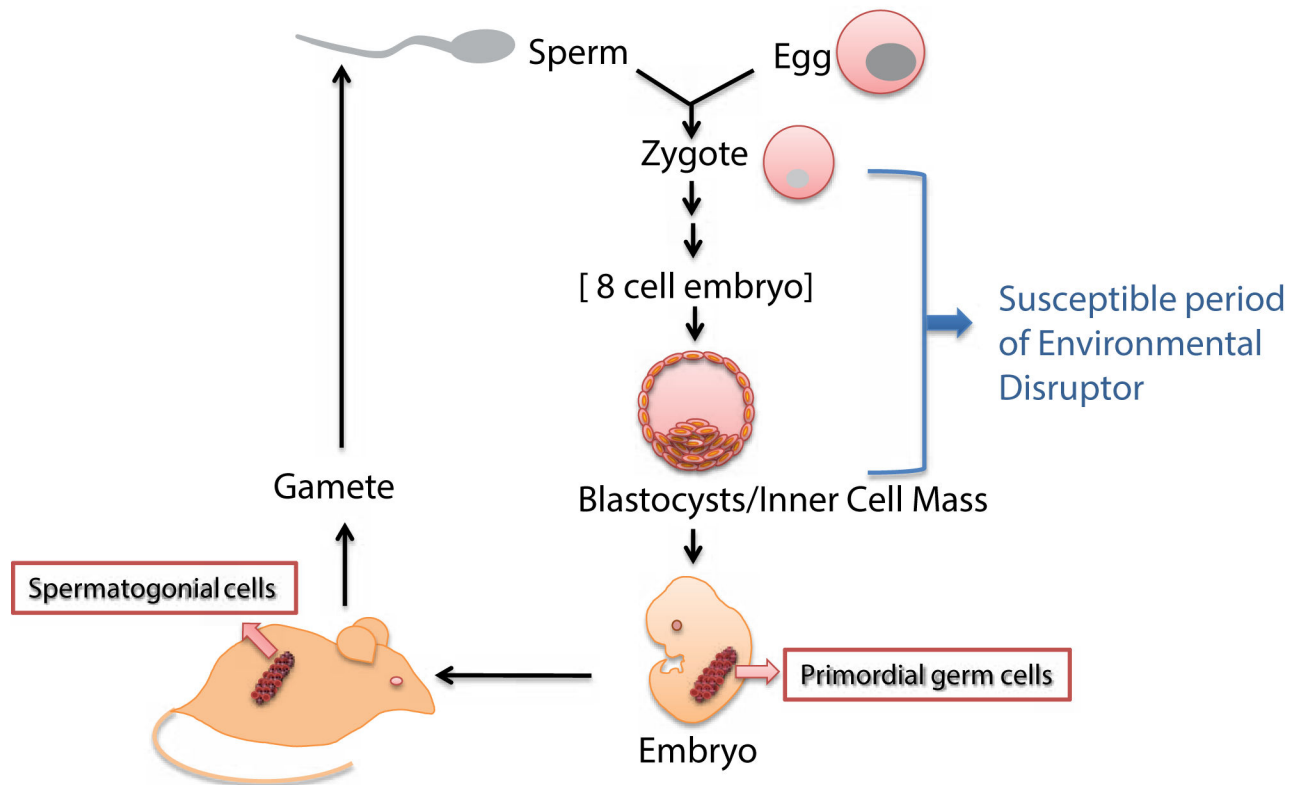 Sperm
Egg
Zygote
[ 8 cell embryo]
Susceptible period
of Environmental
Disruptor
Gamete
Blastocysts/Inner Cell Mass
Spermatogonial cells
Primordial germ cells
Embryo